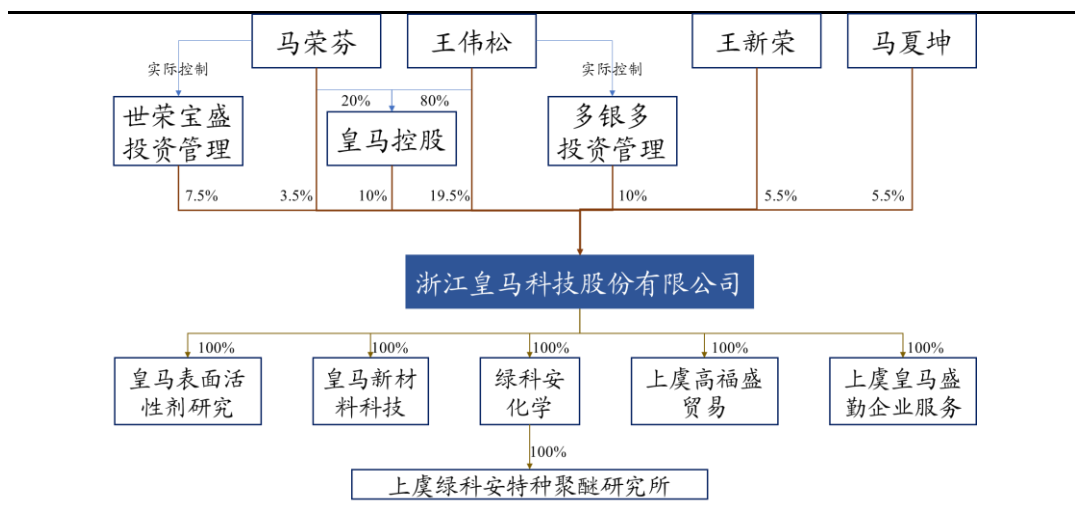 马荣芬
王伟松
王新荣
马夏坤
实际控制
实际控制
20%
80%
世荣宝盛
投资管理
皇马控股
多银多
投资管理
7.5%
3.5%
10%
19.5%
10%
5.5%
5.5%
浙江皇马科技股份有限公司
100%
100%
100%
100%
100%
皇马表面活
性剂研究
皇马新材
料科技
绿科安
化学
上虞高福盛
贸易
上虞皇马盛
勤企业服务
100%
上虞绿科安特种聚醚研究所